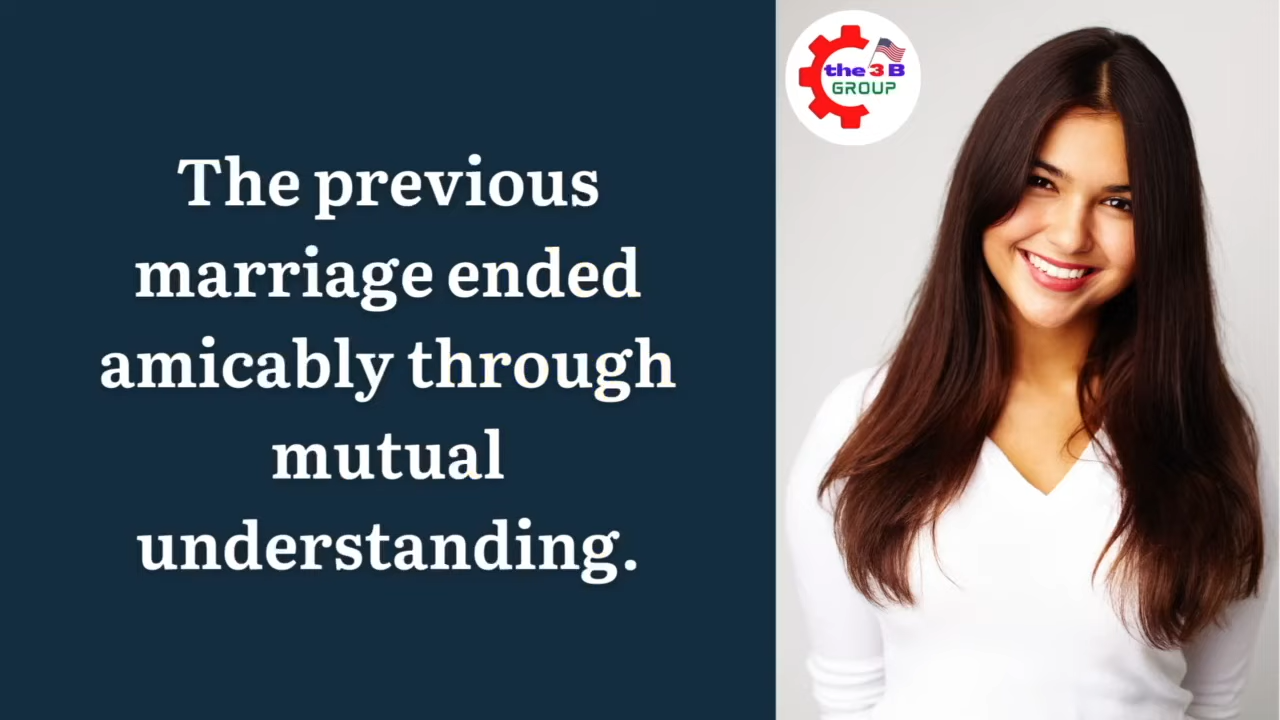 The previous
marriage ended
amicably through
mutual
understanding.
the 3 B
GROUP